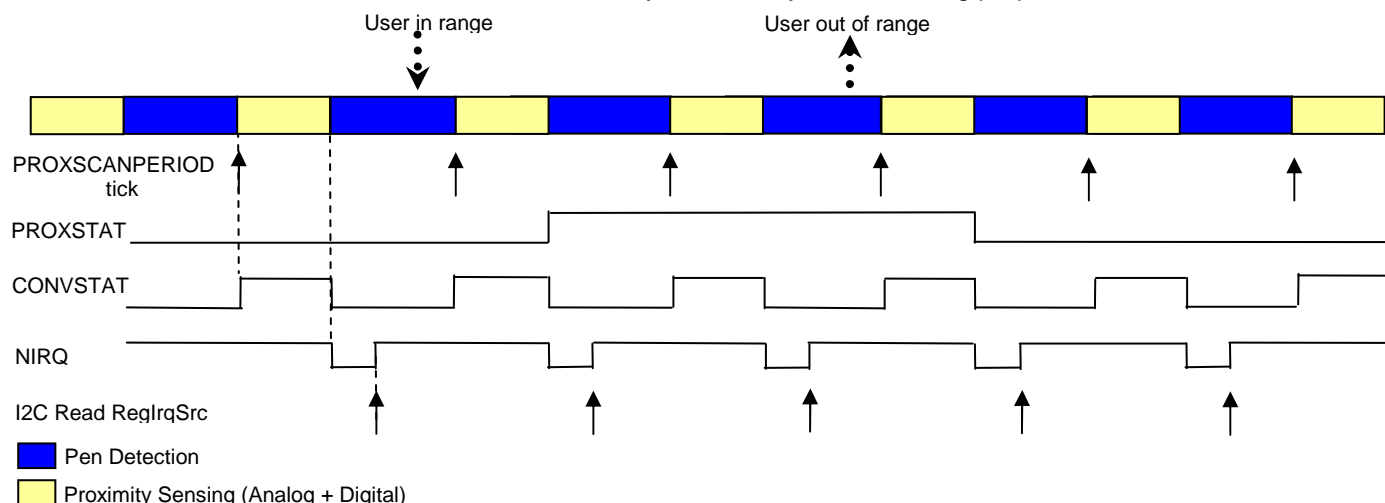 User in range
User out of range
PROXSCANPERIOD
tick
PROXSTAT
CONVSTAT
NIRQ
I2C Read RegIrqSrc
Pen Detection
Proximity Sensing (Analog + Digital)